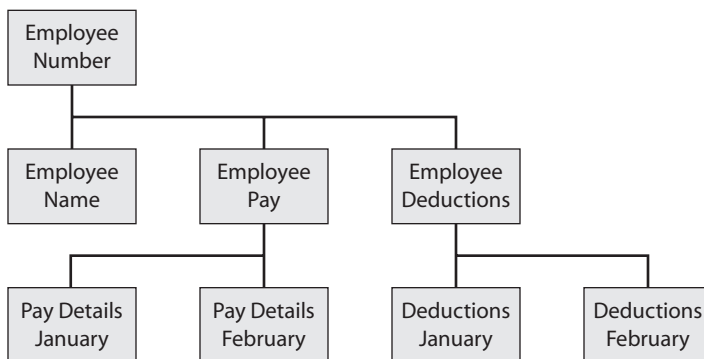 Employee
Number
Employee
Name
Employee
Pay
Employee
Deductions
Pay Details
January
Pay Details
February
Deductions
January
Deductions
February